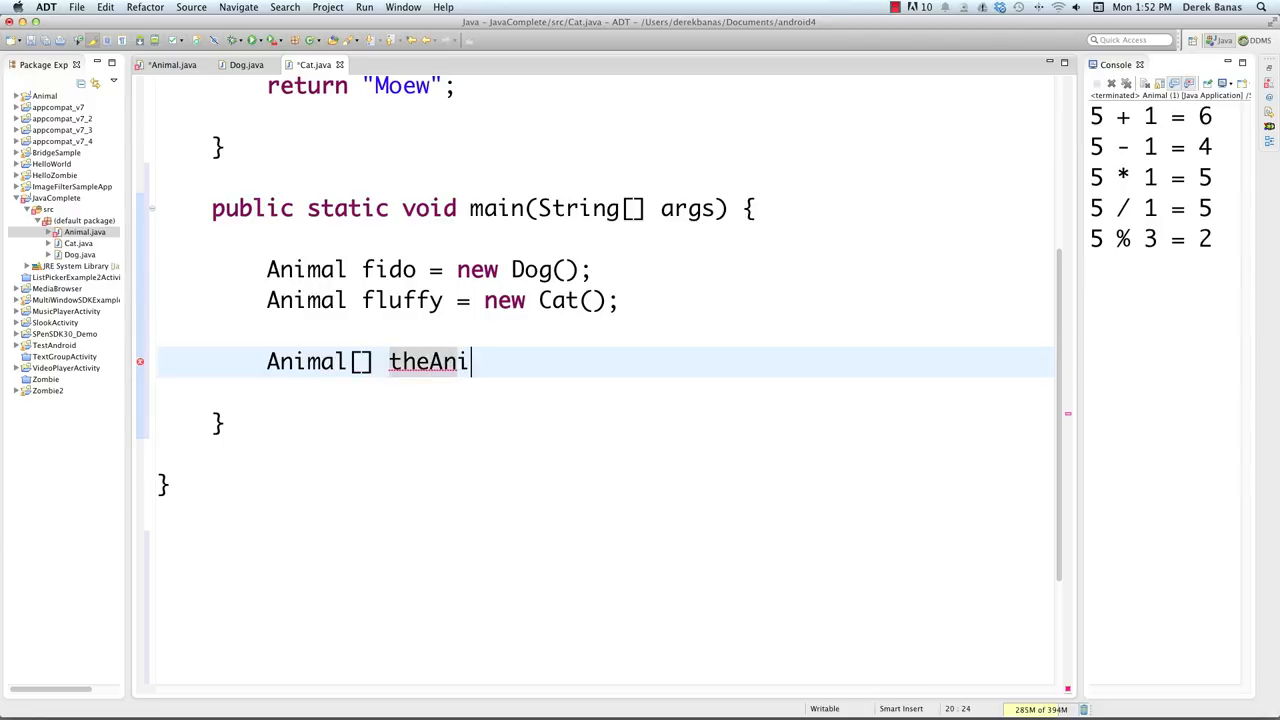 ADT File Edit Refactor Source Navigate Search Project Run Window Help
10 Mon 1:52 PM Derek Banas
Java - JavaComplete/src/Cat.java - ADT - /Users/derekbanas/Documents/android4
Quick Access Java DDMS
Package Exp
*Animal.java Dog.java *Cat.java
Console
<terminated> Animal (1) [Java Application] /S
Animal
appcompat_v7
appcompat_v7_2
appcompat_v7_3
appcompat_v7_4
BridgeSample
HelloWorld
HelloZombie
ImageFilterSampleApp
JavaComplete
src
(default package)
Animal.java
Cat.java
Dog.java
JRE System Library [Ja
ListPickerExample2Activi
MediaBrowser
MultiWindowSDKExample
MusicPlayerActivity
SlookActivity
SPenSDK30_Demo
TestAndroid
TextGroupActivity
VideoPlayerActivity
Zombie
Zombie2
return "Moew";
}
public static void main(String[] args) {
Animal fido = new Dog();
Animal fluffy = new Cat();
Animal[] theAni
}
}
5 + 1 = 6
5 - 1 = 4
5 * 1 = 5
5 / 1 = 5
5 % 3 = 2
Writable Smart Insert 20 : 24 285M of 394M